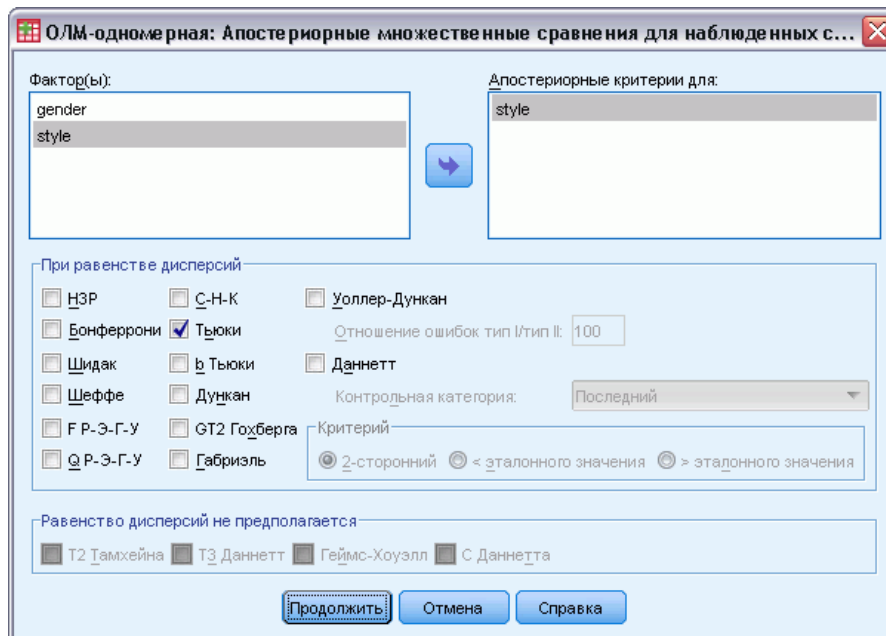 ОЛМ-одномерная: Апостериорные множественные сравнения для наблюденных с...
Фактор(ы): Апостериорные критерии для:
gender style
style
При равенстве дисперсий
НЗР С-Н-К Уоллер-Дункан
Бонферрони Тьюки Отношение ошибок тип I/тип II: 100
Шидак b Тьюки Даннетт
Шеффе Дункан Контрольная категория: Последний
F Р-Э-Г-У GT2 Гохберга Критерий
Q Р-Э-Г-У Габриэль 2-сторонний < эталонного значения > эталонного значения
Равенство дисперсий не предполагается
T2 Тамхейна T3 Даннетт Геймс-Хоуэлл С Даннетта
Продолжить Отмена Справка